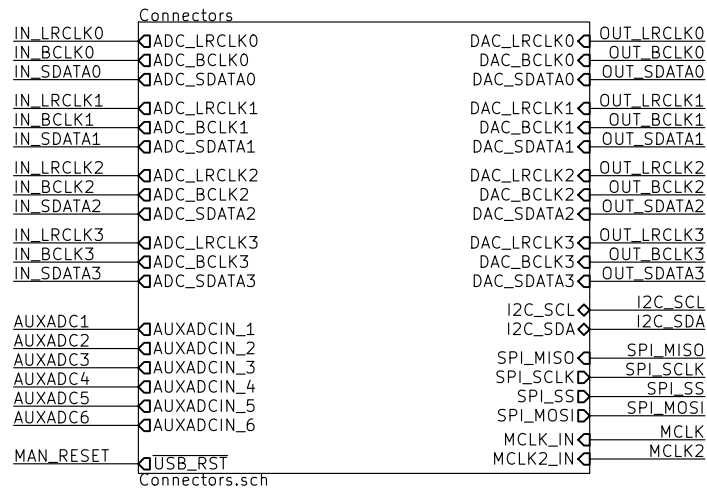 Connectors
IN_LRCLK0 ADC_LRCLK0 DAC_LRCLK0 OUT_LRCLK0
IN_BCLK0 ADC_BCLK0 DAC_BCLK0 OUT_BCLK0
IN_SDATA0 ADC_SDATA0 DAC_SDATA0 OUT_SDATA0
IN_LRCLK1 ADC_LRCLK1 DAC_LRCLK1 OUT_LRCLK1
IN_BCLK1 ADC_BCLK1 DAC_BCLK1 OUT_BCLK1
IN_SDATA1 ADC_SDATA1 DAC_SDATA1 OUT_SDATA1
IN_LRCLK2 ADC_LRCLK2 DAC_LRCLK2 OUT_LRCLK2
IN_BCLK2 ADC_BCLK2 DAC_BCLK2 OUT_BCLK2
IN_SDATA2 ADC_SDATA2 DAC_SDATA2 OUT_SDATA2
IN_LRCLK3 ADC_LRCLK3 DAC_LRCLK3 OUT_LRCLK3
IN_BCLK3 ADC_BCLK3 DAC_BCLK3 OUT_BCLK3
IN_SDATA3 ADC_SDATA3 DAC_SDATA3 OUT_SDATA3
I2C_SCL I2C_SCL
AUXADC1 AUXADCIN_1 I2C_SDA I2C_SDA
AUXADC2 AUXADCIN_2 SPI_MISO SPI_MISO
AUXADC3 AUXADCIN_3 SPI_SCLK SPI_SCLK
AUXADC4 AUXADCIN_4 SPI_SS SPI_SS
AUXADC5 AUXADCIN_5 SPI_MOSI SPI_MOSI
AUXADC6 AUXADCIN_6 MCLK_IN MCLK
MAN_RESET USB_RST MCLK2_IN MCLK2
Connectors.sch